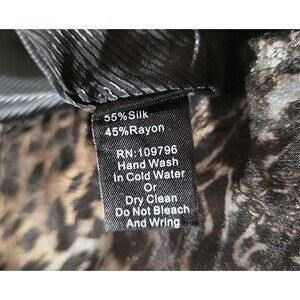 55%Silk
45%Rayon
RN:109796
Hand Wash
In Cold Water
Or
Dry Clean
Do Not Bleach
And Wring